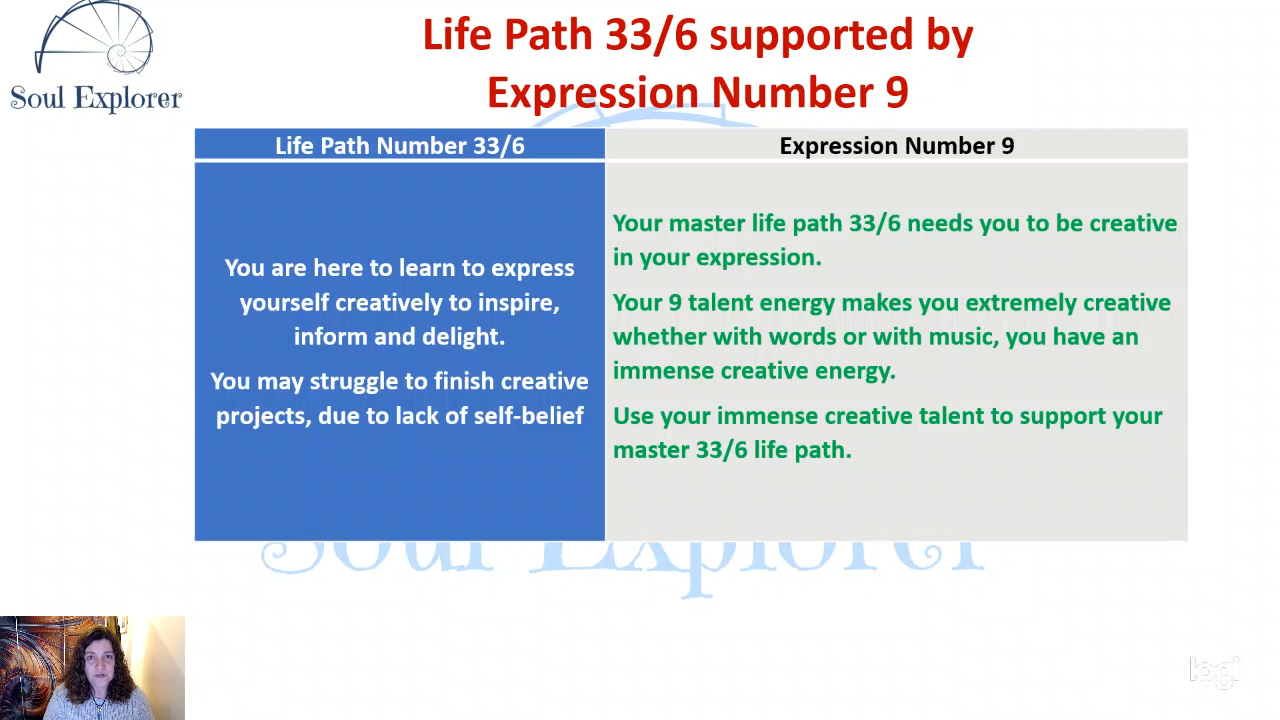 Soul Explorer
Life Path 33/6 supported by
Expression Number 9
Life Path Number 33/6
Expression Number 9
You are here to learn to express
yourself creatively to inspire,
inform and delight.
You may struggle to finish creative
projects, due to lack of self-belief
Your master life path 33/6 needs you to be creative
in your expression.
Your 9 talent energy makes you extremely creative
whether with words or with music, you have an
immense creative energy.
Use your immense creative talent to support your
master 33/6 life path.
Soul Explorer
logi